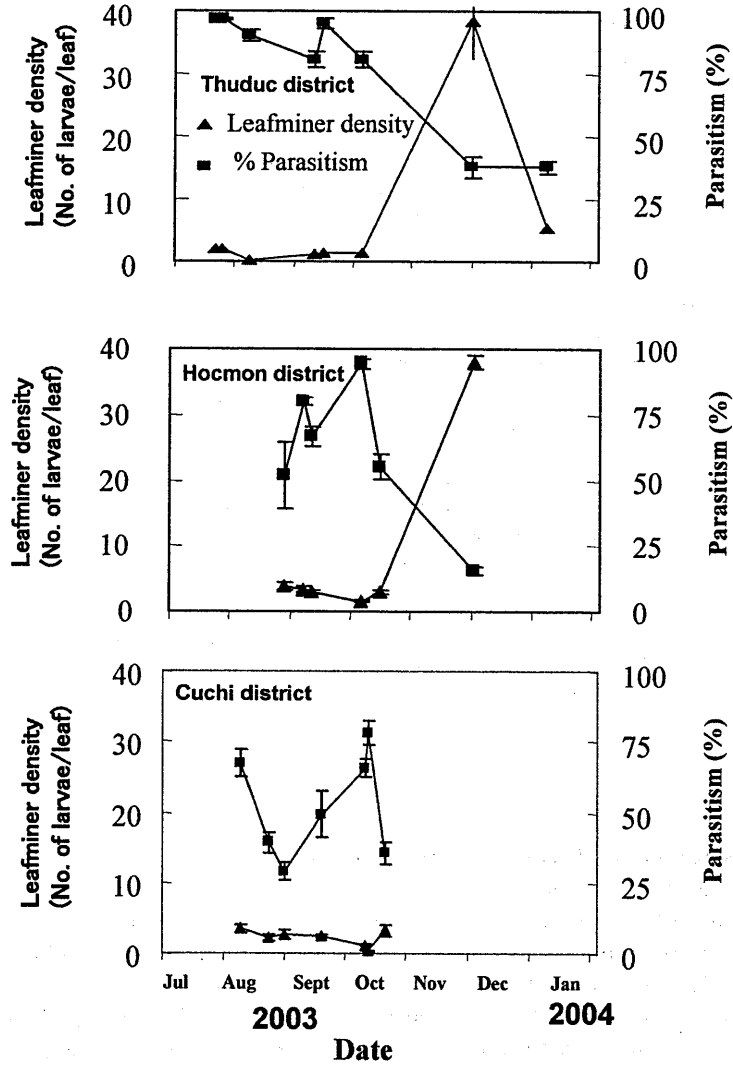 Leafminer density
(No. of larvae/leaf)
40
30
20
10
0
Thuduc district
Leafminer density
% Parasitism
100
75
50
25
0
Parasitism (%)
Leafminer density
(No. of larvae/leaf)
40
30
20
10
0
Hocmon district
100
75
50
25
0
Parasitism (%)
Leafminer density
(No. of larvae/leaf)
40
30
20
10
0
Cuchi district
100
75
50
25
0
Parasitism (%)
Jul Aug Sept Oct Nov Dec Jan
2003 2004
Date